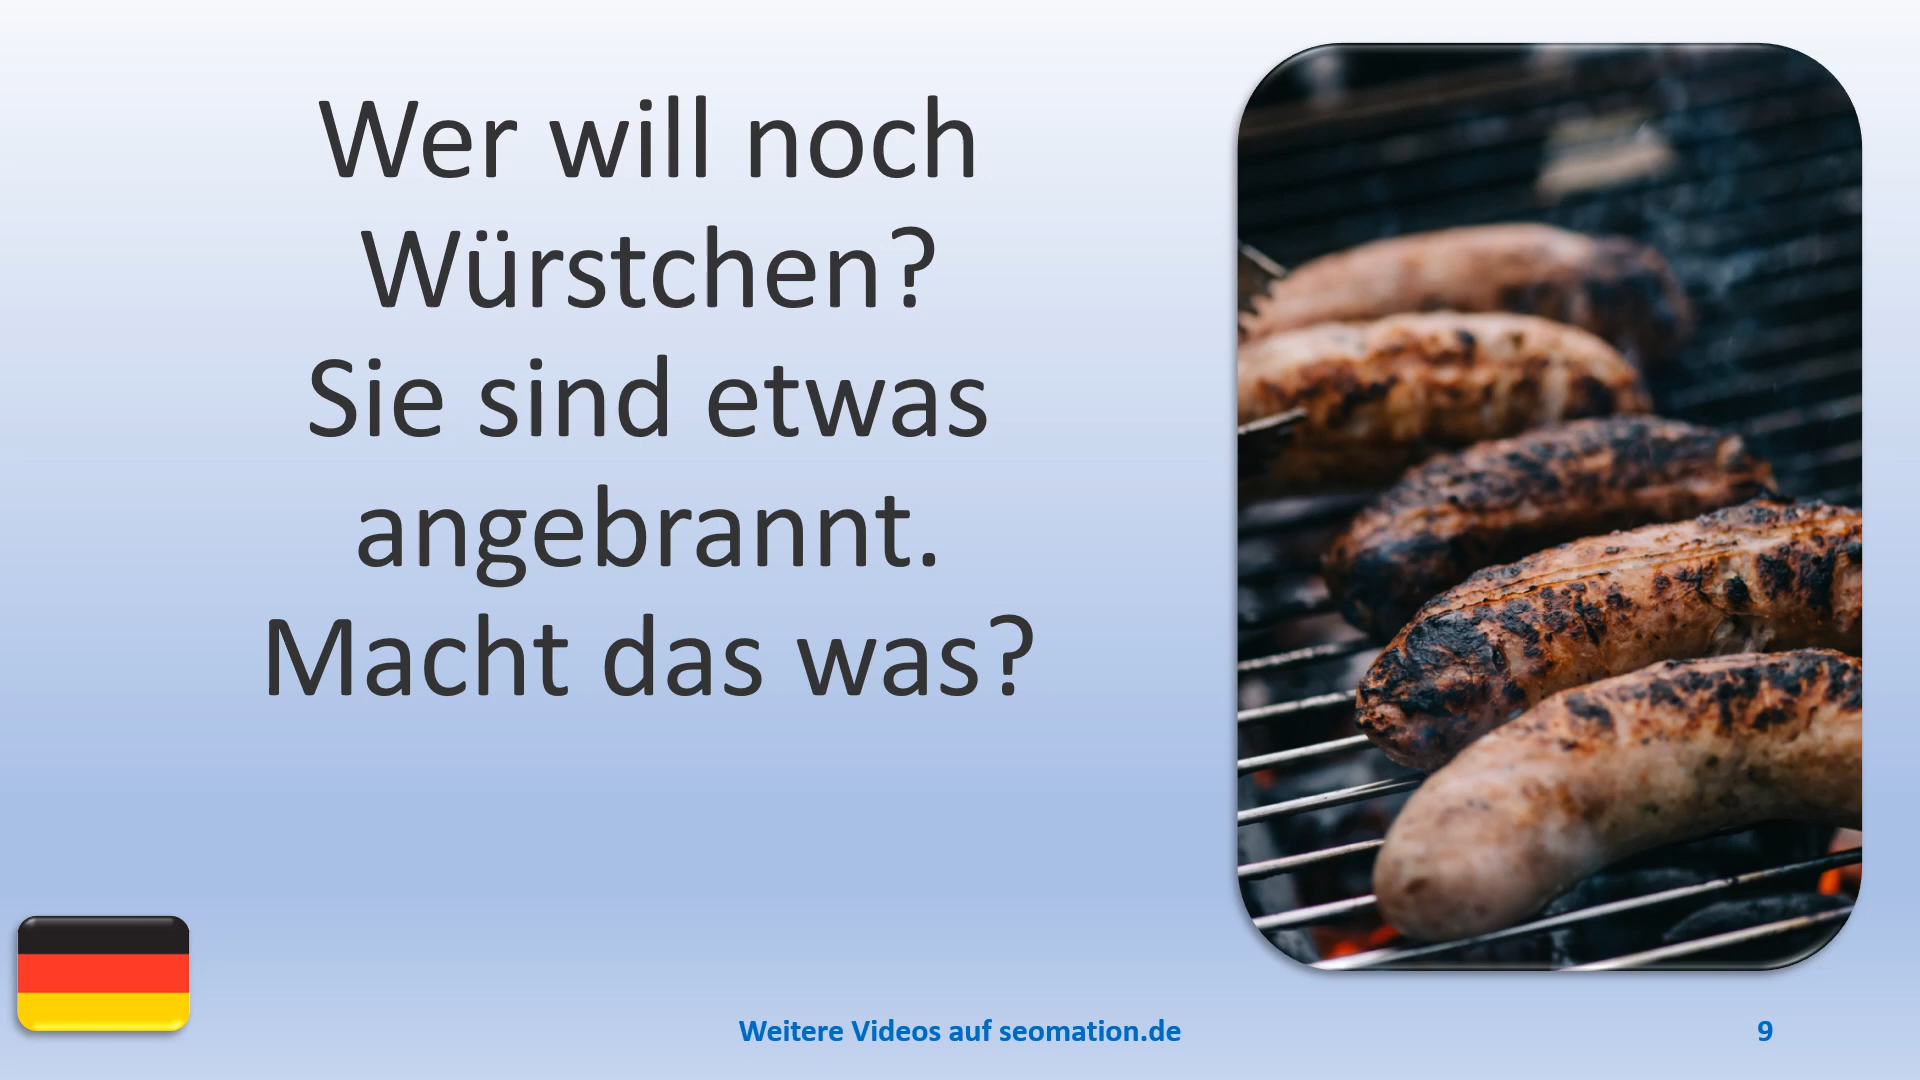 Wer will noch
Würstchen?
Sie sind etwas
angebrannt.
Macht das was?
Weitere Videos auf seomation.de
9